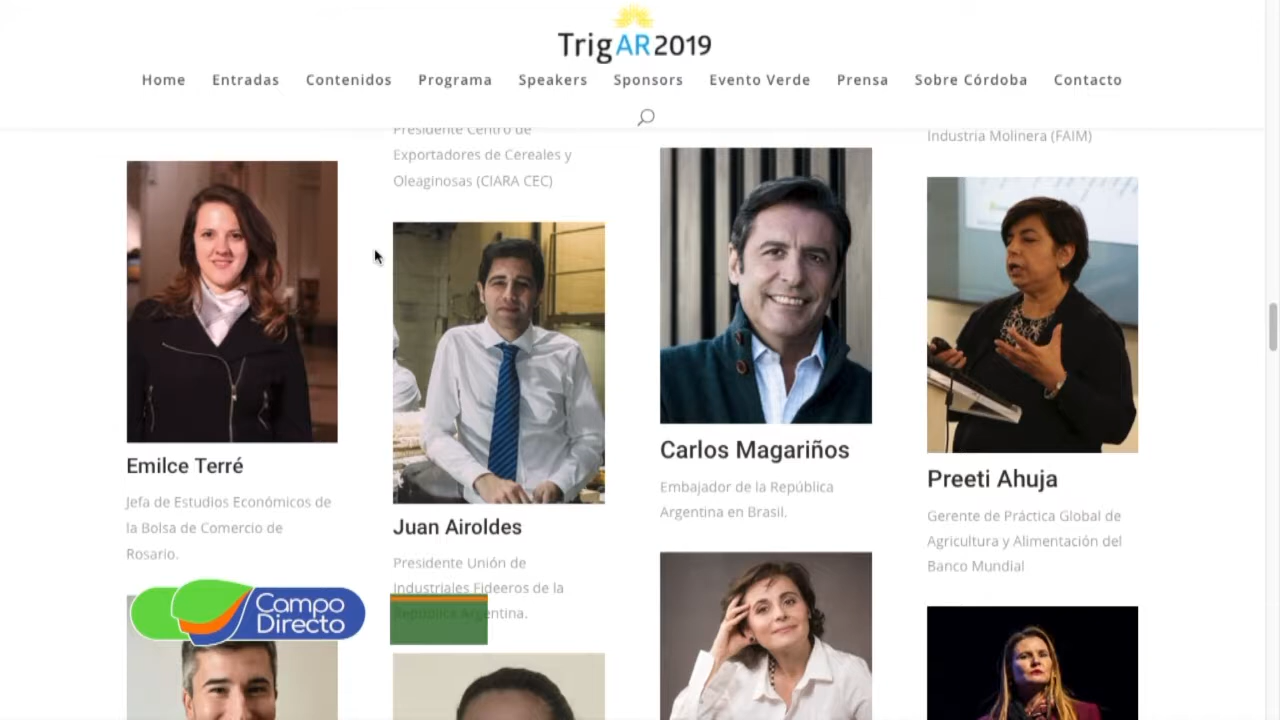 TrigAR2019
Home Entradas Contenidos Programa Speakers Sponsors Evento Verde Prensa Sobre Córdoba Contacto
Presidente Centro de
Exportadores de Cereales y
Oleaginosas (CIARA CEC)
Industria Molinera (FAIM)
Emilce Terré
Jefa de Estudios Económicos de
la Bolsa de Comercio de
Rosario.
Juan Airoldes
Presidente Unión de
Industriales Fideeros de la
República Argentina.
Carlos Magariños
Embajador de la República
Argentina en Brasil.
Preeti Ahuja
Gerente de Práctica Global de
Agricultura y Alimentación del
Banco Mundial
Campo
Directo